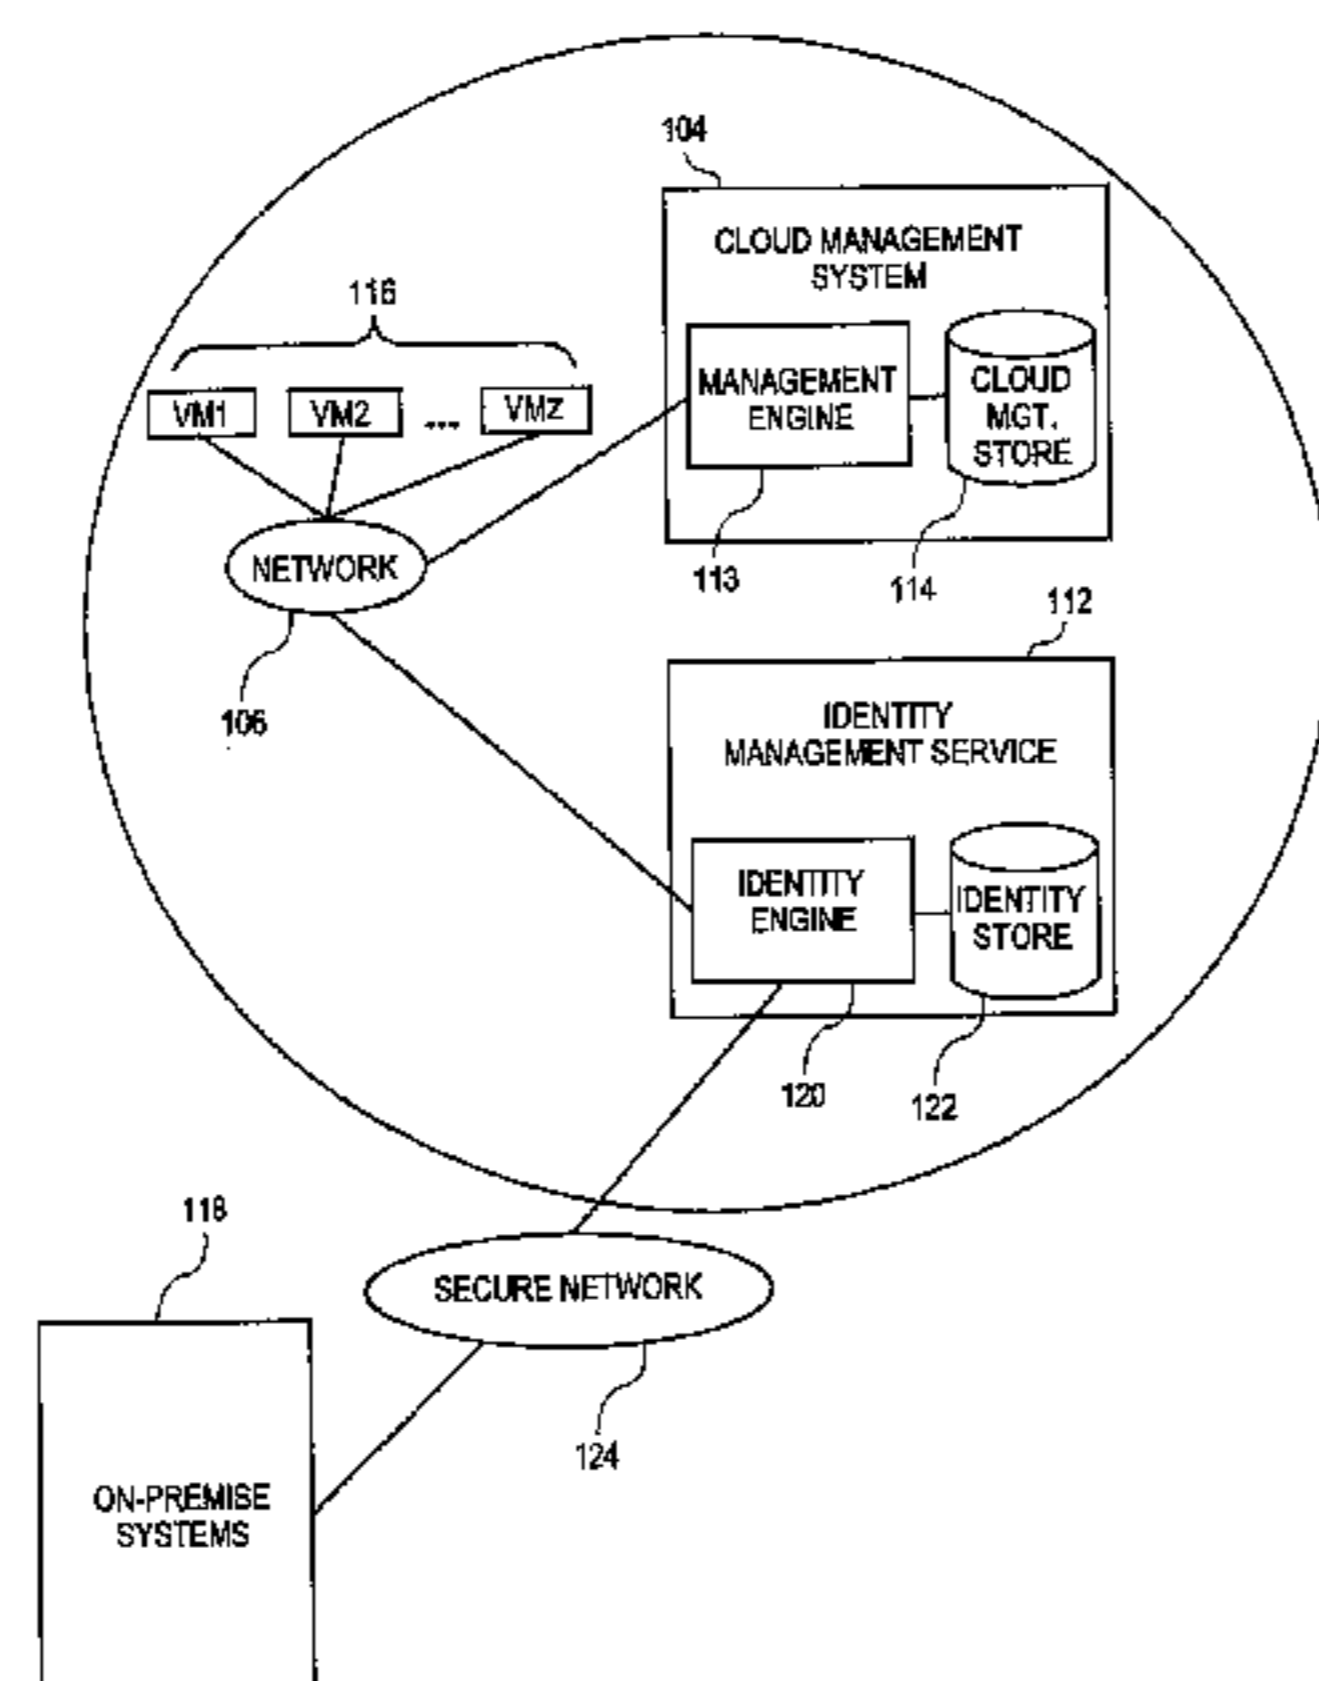 104
CLOUD MANAGEMENT
SYSTEM
116
MANAGEMENT
ENGINE
CLOUD
MGT.
STORE
VM1
VM2
...
VMZ
NETWORK
113
114
112
106
IDENTITY
MANAGEMENT SERVICE
IDENTITY
ENGINE
IDENTITY
STORE
120
122
118
SECURE NETWORK
124
ON-PREMISE
SYSTEMS